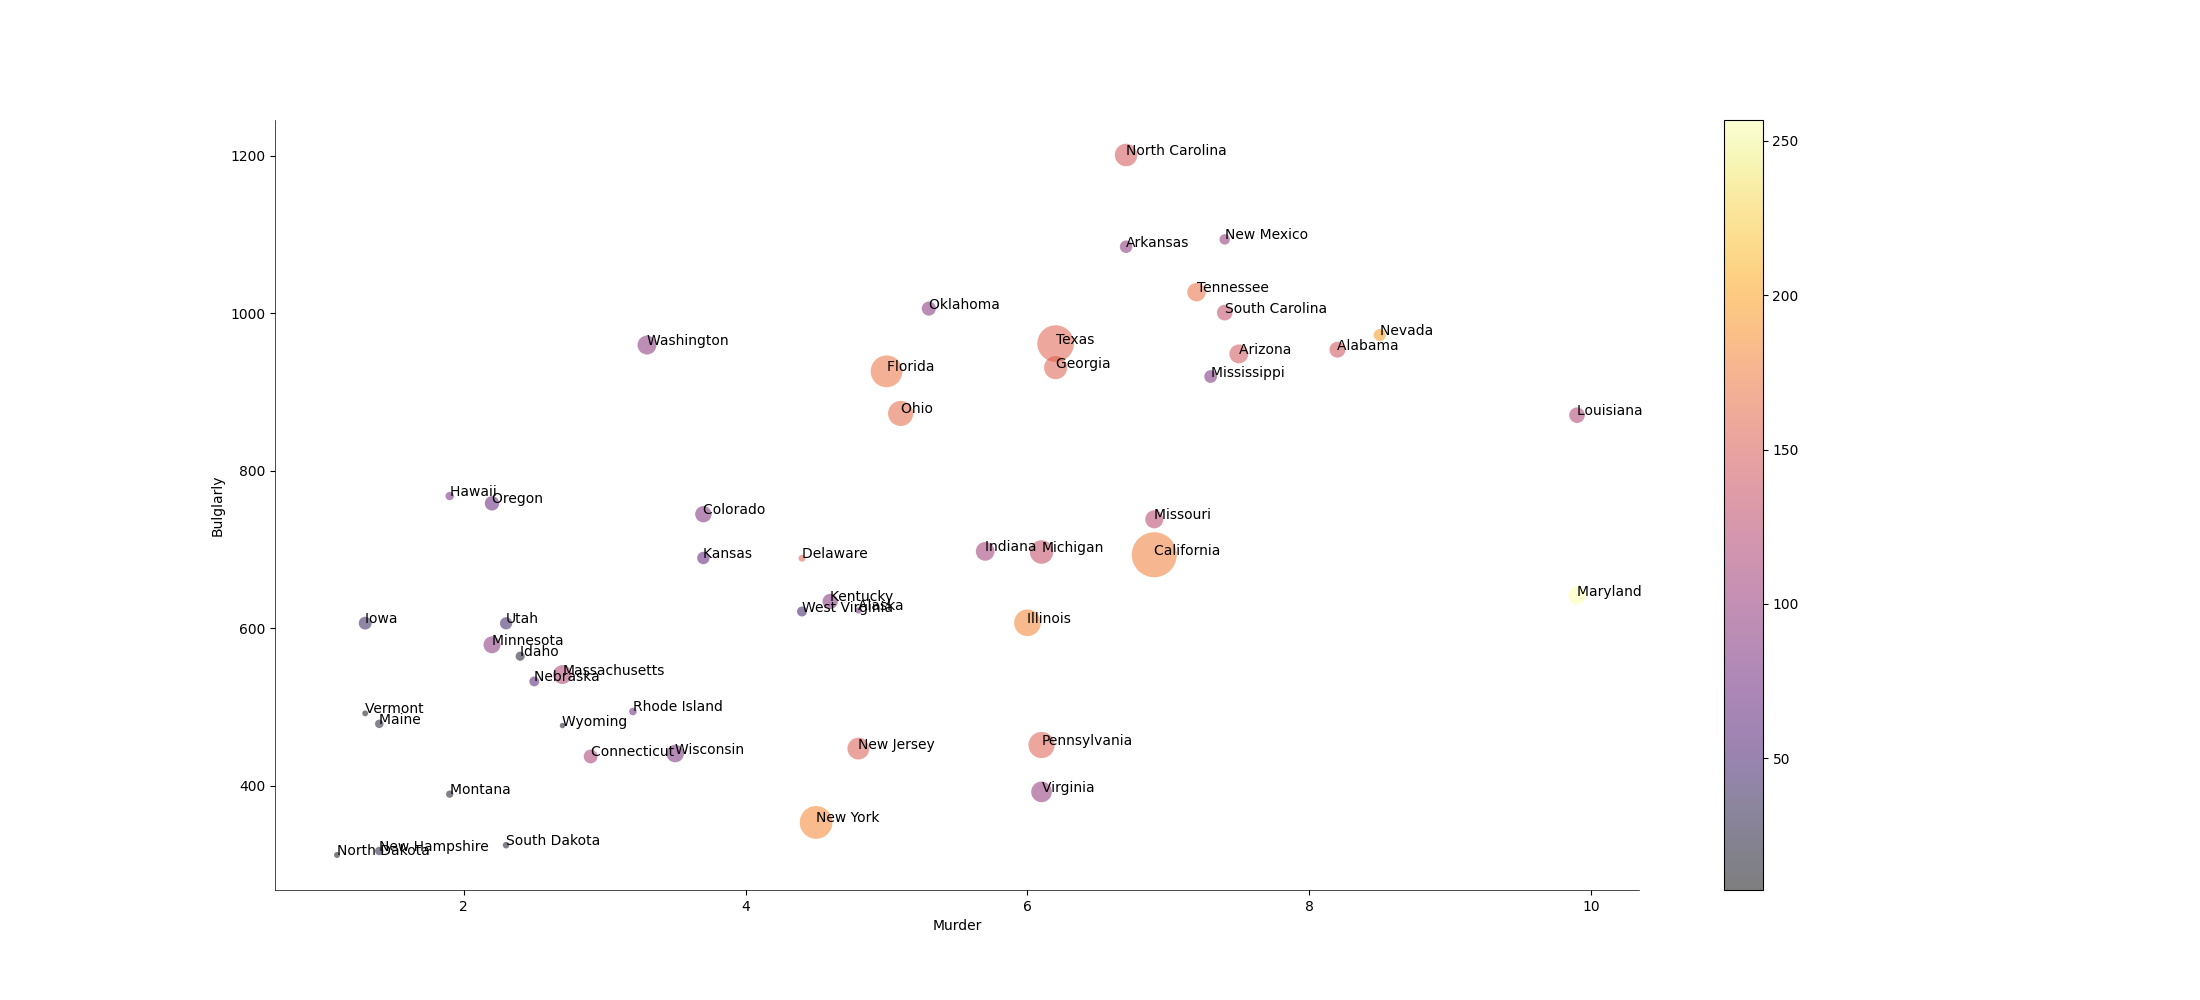 North Carolina
New Mexico
Arkansas
Tennessee
Oklahoma
South Carolina
Nevada
Washington
Texas
Alabama
Arizona
Georgia
Florida
Mississippi
Ohio
Louisiana
Hawaii
Oregon
Colorado
Missouri
Indiana
Michigan
California
Kansas
Delaware
Kentucky
Maryland
Alaska
West Virginia
Iowa
Utah
Illinois
Minnesota
Idaho
Massachusetts
Nebraska
Rhode Island
Vermont
Maine
Wyoming
Pennsylvania
New Jersey
Wisconsin
Connecticut
Montana
Virginia
New York
South Dakota
New Hampshire
North Dakota
1200
1000
800
600
400
Bulglarly
2
4
6
8
10
Murder
250
200
150
100
50